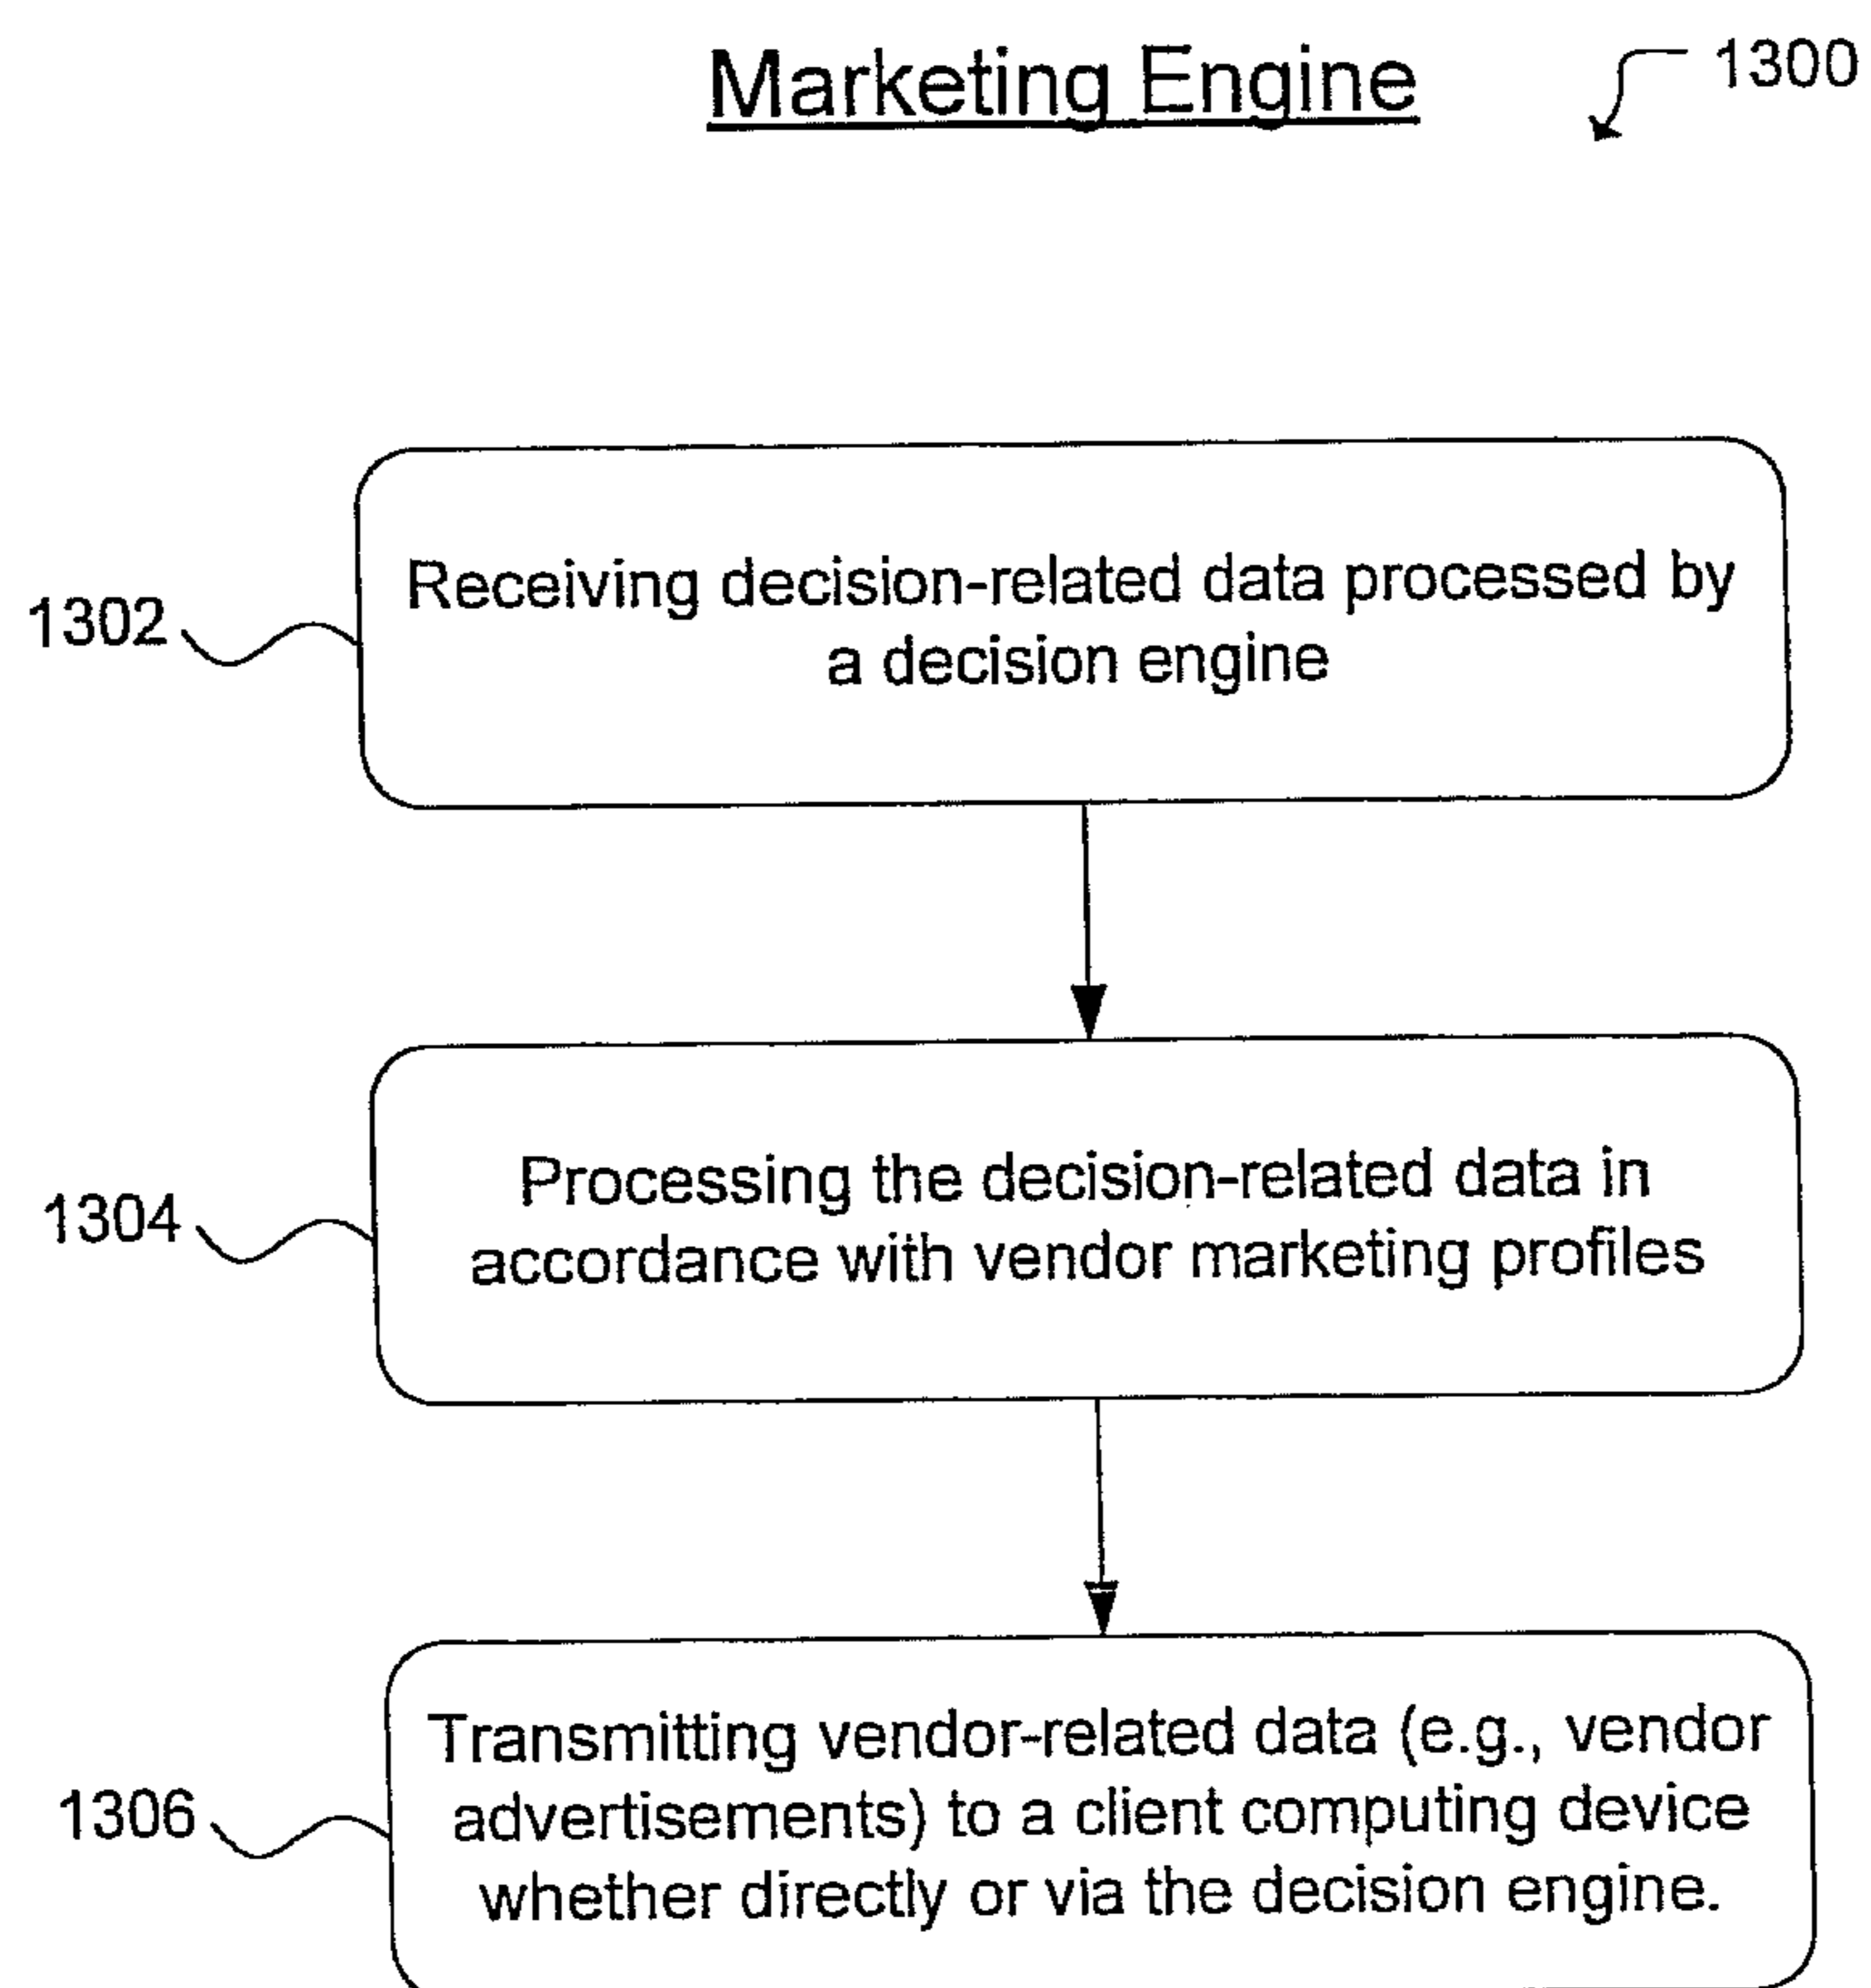 Marketing Engine
1300
Receiving decision-related data processed by
a decision engine
1302
Processing the decision-related data in
accordance with vendor marketing profiles
1304
Transmitting vendor-related data (e.g., vendor
advertisements) to a client computing device
whether directly or via the decision engine.
1306